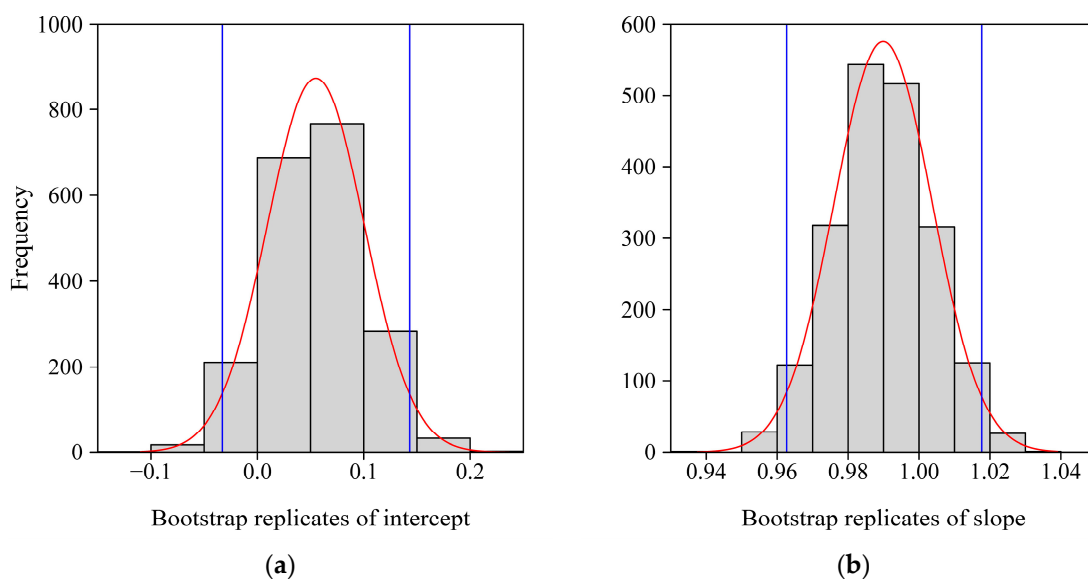 1000
800
600
400
200
0
Frequency
−0.1 0.0 0.1 0.2
Bootstrap replicates of intercept
(a)
600
500
400
300
200
100
0
0.94 0.96 0.98 1.00 1.02 1.04
Bootstrap replicates of slope
(b)